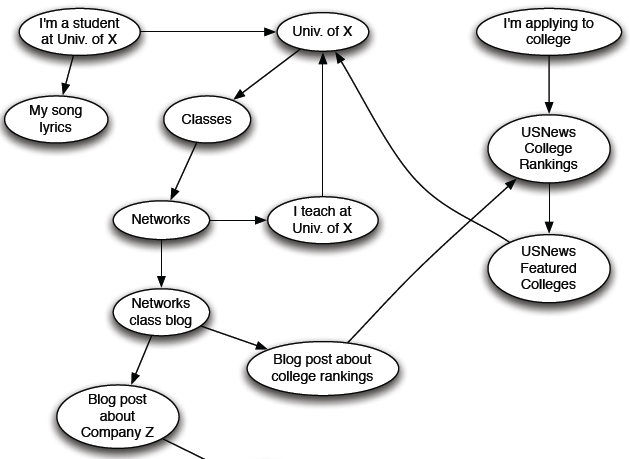 I'm a student
at Univ. of X
Univ. of X
I'm applying to
college
My song
lyrics
Classes
USNews
College
Rankings
Networks
I teach at
Univ. of X
USNews
Featured
Colleges
Networks
class blog
Blog post about
college rankings
Blog post
about
Company Z